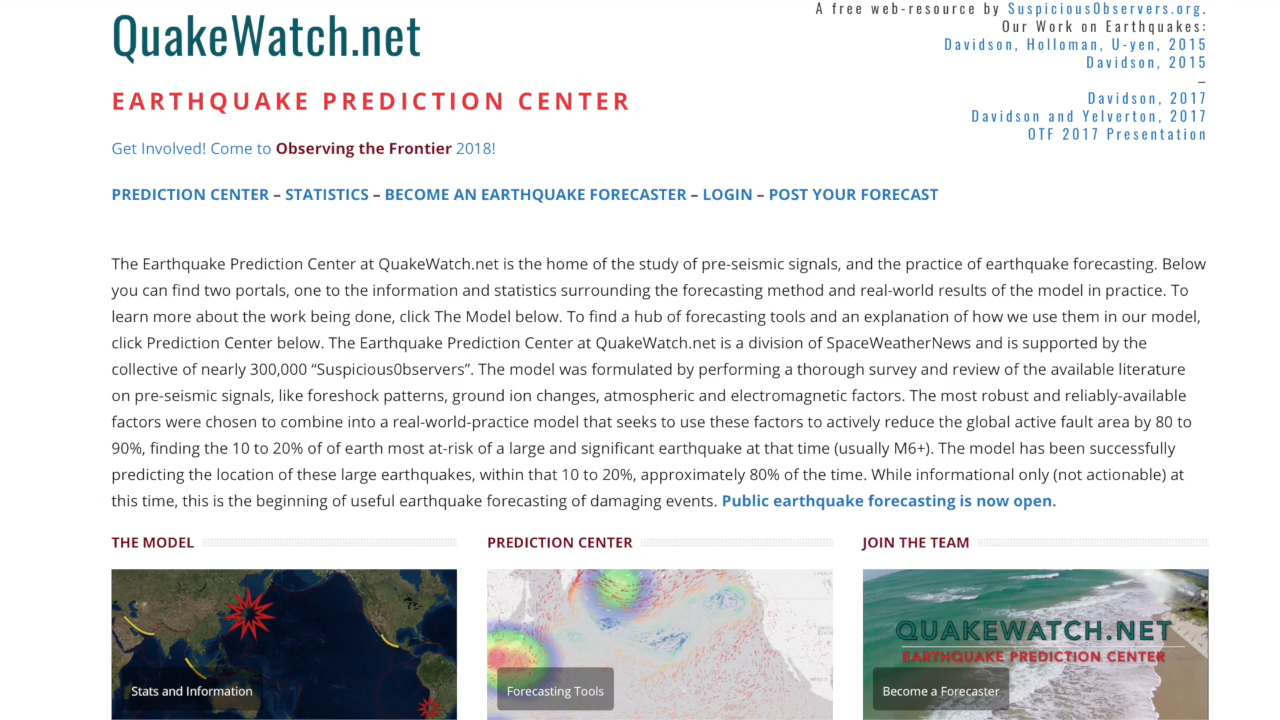 QuakeWatch.net
EARTHQUAKE PREDICTION CENTER
Get Involved! Come to Observing the Frontier 2018!
A free web-resource by Suspicious0bservers.org.
Our Work on Earthquakes:
Davidson, Holloman, U-yen, 2015
Davidson, 2015
–
Davidson, 2017
Davidson and Yelverton, 2017
OTF 2017 Presentation
PREDICTION CENTER – STATISTICS – BECOME AN EARTHQUAKE FORECASTER – LOGIN – POST YOUR FORECAST
The Earthquake Prediction Center at QuakeWatch.net is the home of the study of pre-seismic signals, and the practice of earthquake forecasting. Below
you can find two portals, one to the information and statistics surrounding the forecasting method and real-world results of the model in practice. To
learn more about the work being done, click The Model below. To find a hub of forecasting tools and an explanation of how we use them in our model,
click Prediction Center below. The Earthquake Prediction Center at QuakeWatch.net is a division of SpaceWeatherNews and is supported by the
collective of nearly 300,000 “Suspicious0bservers”. The model was formulated by performing a thorough survey and review of the available literature
on pre-seismic signals, like foreshock patterns, ground ion changes, atmospheric and electromagnetic factors. The most robust and reliably-available
factors were chosen to combine into a real-world-practice model that seeks to use these factors to actively reduce the global active fault area by 80 to
90%, finding the 10 to 20% of of earth most at-risk of a large and significant earthquake at that time (usually M6+). The model has been successfully
predicting the location of these large earthquakes, within that 10 to 20%, approximately 80% of the time. While informational only (not actionable) at
this time, this is the beginning of useful earthquake forecasting of damaging events. Public earthquake forecasting is now open.
THE MODEL
Stats and Information
PREDICTION CENTER
Forecasting Tools
JOIN THE TEAM
QUAKEWATCH.NET
EARTHQUAKE PREDICTION CENTER
Become a Forecaster